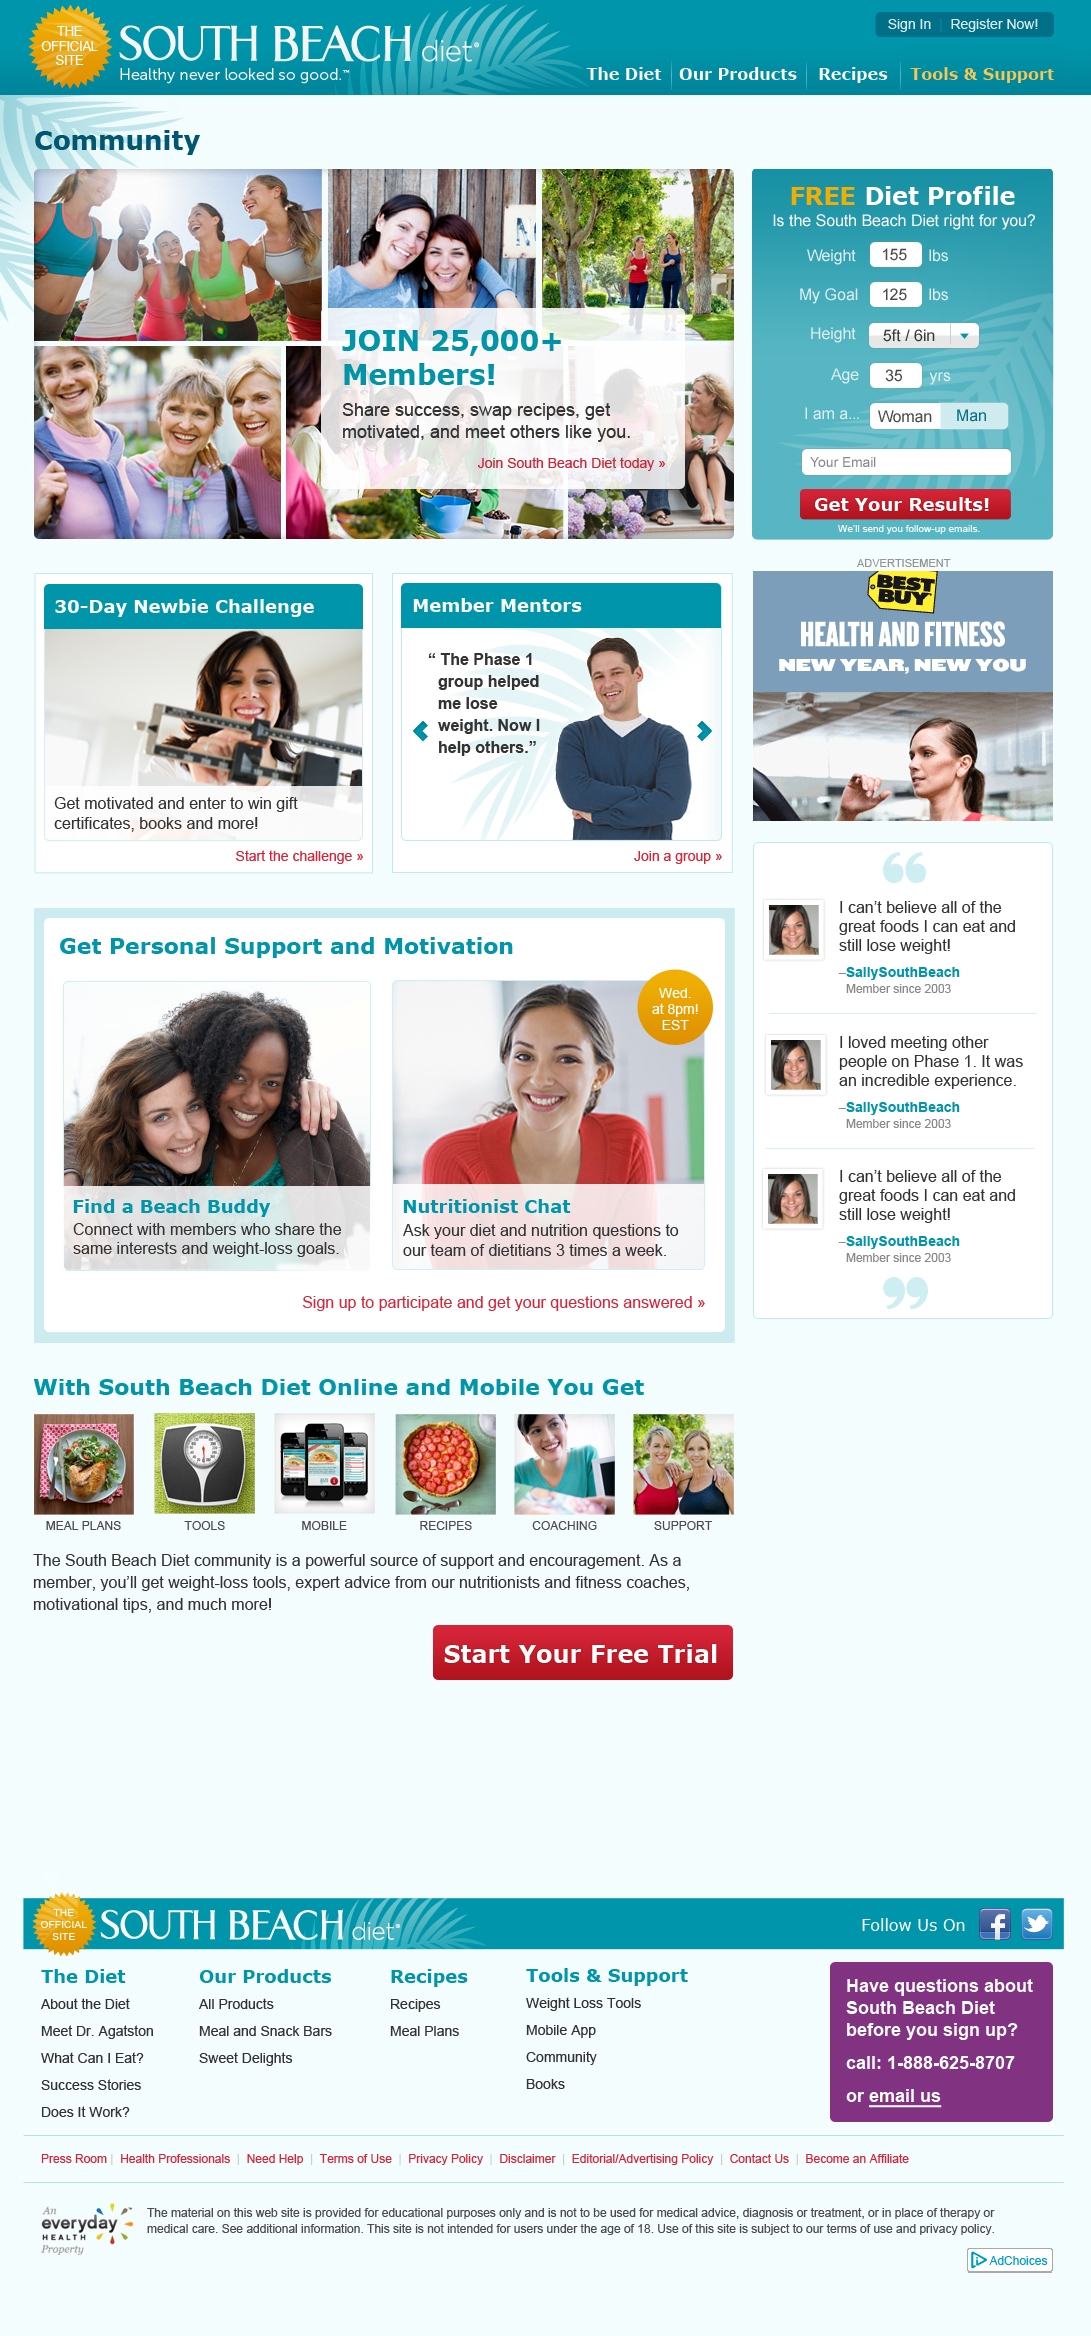 THE
OFFICIAL
SITE
SOUTH BEACH diet®
Healthy never looked so good.™
Sign In | Register Now!
The Diet
Our Products
Recipes
Tools & Support
Community
JOIN 25,000+
Members!
Share success, swap recipes, get
motivated, and meet others like you.
Join South Beach Diet today »
FREE Diet Profile
Is the South Beach Diet right for you?
Weight 155 lbs
My Goal 125 lbs
Height 5ft / 6in
Age 35 yrs
I am a... Woman Man
Your Email
Get Your Results!
We'll send you follow-up emails.
30-Day Newbie Challenge
Get motivated and enter to win gift
certificates, books and more!
Start the challenge »
Member Mentors
“ The Phase 1
group helped
me lose
weight. Now I
help others.”
Join a group »
ADVERTISEMENT
BEST
BUY
HEALTH AND FITNESS
NEW YEAR, NEW YOU
“
I can’t believe all of the
great foods I can eat and
still lose weight!
–SallySouthBeach
Member since 2003
I loved meeting other
people on Phase 1. It was
an incredible experience.
–SallySouthBeach
Member since 2003
I can’t believe all of the
great foods I can eat and
still lose weight!
–SallySouthBeach
Member since 2003
”
Get Personal Support and Motivation
Find a Beach Buddy
Connect with members who share the
same interests and weight-loss goals.
Wed.
at 8pm!
EST
Nutritionist Chat
Ask your diet and nutrition questions to
our team of dietitians 3 times a week.
Sign up to participate and get your questions answered »
With South Beach Diet Online and Mobile You Get
MEAL PLANS
TOOLS
MOBILE
RECIPES
COACHING
SUPPORT
The South Beach Diet community is a powerful source of support and encouragement. As a
member, you’ll get weight-loss tools, expert advice from our nutritionists and fitness coaches,
motivational tips, and much more!
Start Your Free Trial
THE
OFFICIAL
SITE
SOUTH BEACH diet®
Follow Us On
The Diet
About the Diet
Meet Dr. Agatston
What Can I Eat?
Success Stories
Does It Work?
Our Products
All Products
Meal and Snack Bars
Sweet Delights
Recipes
Recipes
Meal Plans
Tools & Support
Weight Loss Tools
Mobile App
Community
Books
Have questions about
South Beach Diet
before you sign up?
call: 1-888-625-8707
or email us
Press Room | Health Professionals | Need Help | Terms of Use | Privacy Policy | Disclaimer | Editorial/Advertising Policy | Contact Us | Become an Affiliate
An
everyday
HEALTH
Property
The material on this web site is provided for educational purposes only and is not to be used for medical advice, diagnosis or treatment, or in place of therapy or
medical care. See additional information. This site is not intended for users under the age of 18. Use of this site is subject to our terms of use and privacy policy.
AdChoices